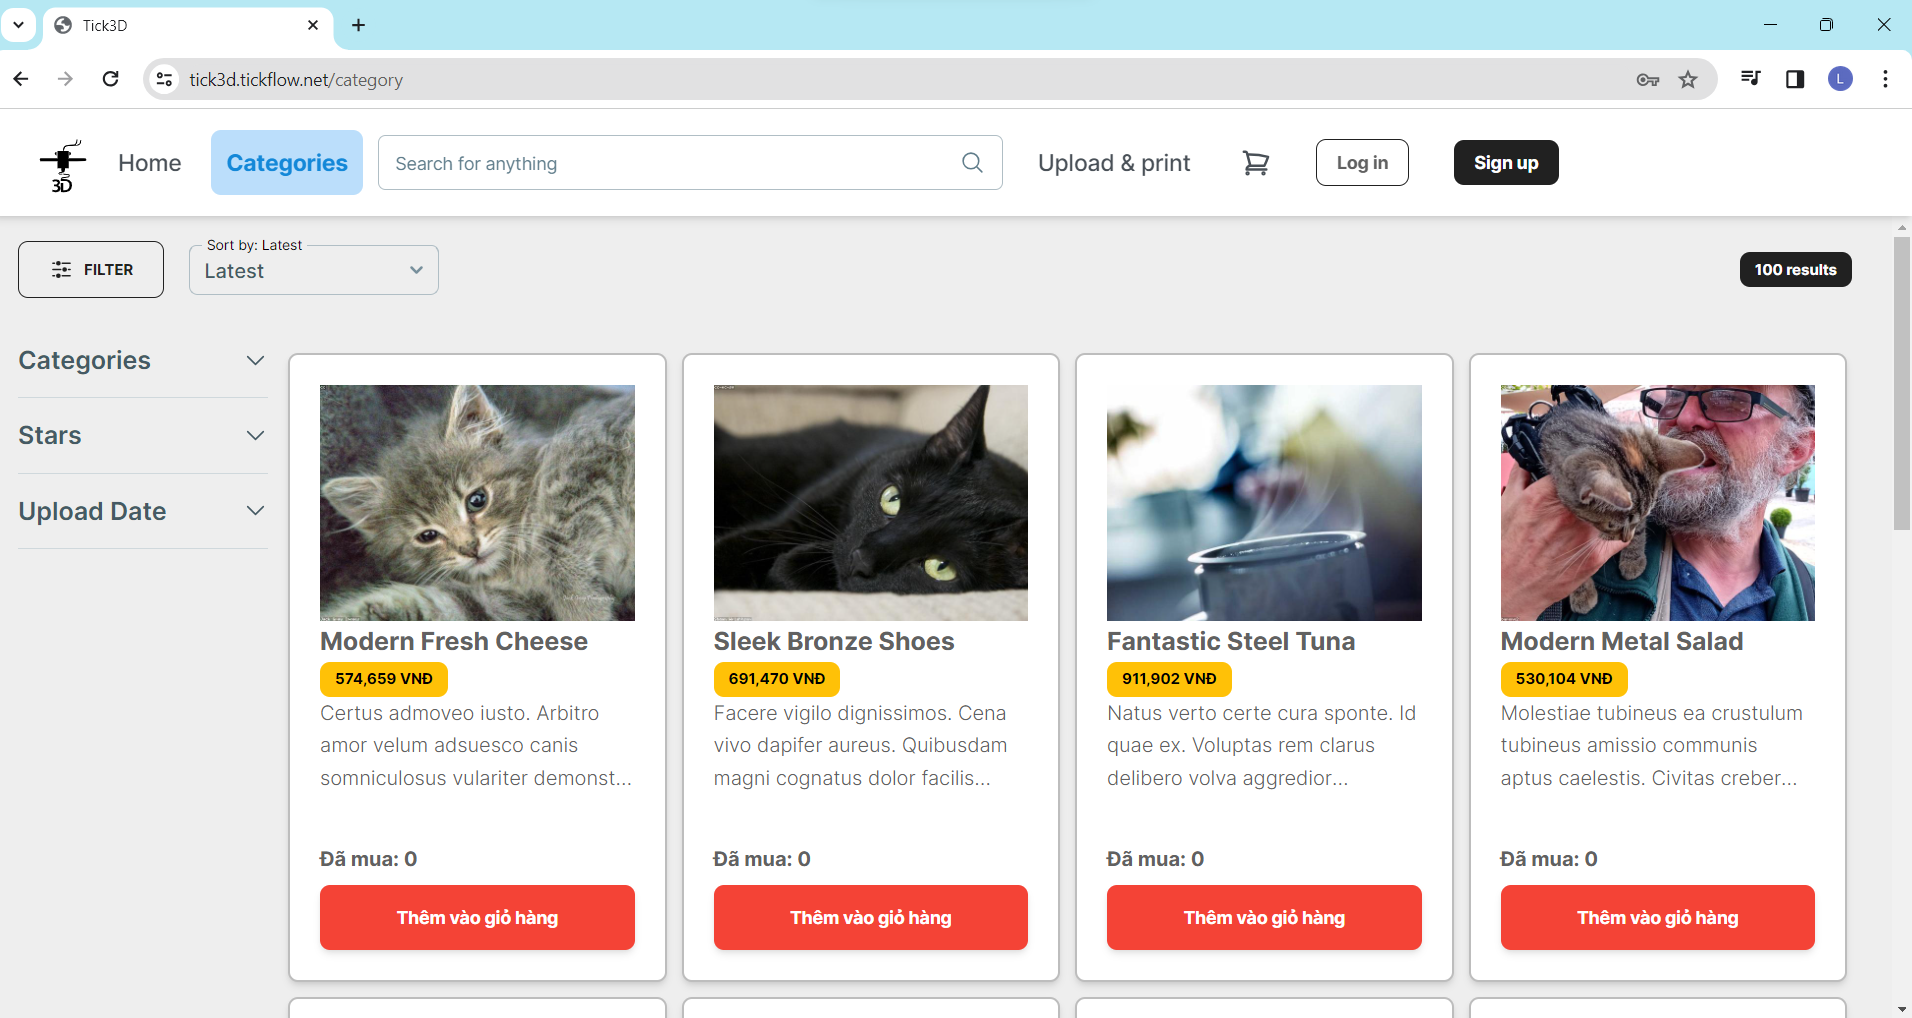 Tick3D
tick3d.tickflow.net/category
L
3D
Home
Categories
Search for anything
Upload & print
Log in
Sign up
FILTER
Sort by: Latest
Latest
100 results
Categories
Stars
Upload Date
Modern Fresh Cheese
574,659 VNĐ
Certus admoveo iusto. Arbitro
amor velum adsuesco canis
somniculosus vulariter demonst...
Đã mua: 0
Thêm vào giỏ hàng
Sleek Bronze Shoes
691,470 VNĐ
Facere vigilo dignissimos. Cena
vivo dapifer aureus. Quibusdam
magni cognatus dolor facilis...
Đã mua: 0
Thêm vào giỏ hàng
Fantastic Steel Tuna
911,902 VNĐ
Natus verto certe cura sponte. Id
quae ex. Voluptas rem clarus
delibero volva aggredior...
Đã mua: 0
Thêm vào giỏ hàng
Modern Metal Salad
530,104 VNĐ
Molestiae tubineus ea crustulum
tubineus amissio communis
aptus caelestis. Civitas creber...
Đã mua: 0
Thêm vào giỏ hàng